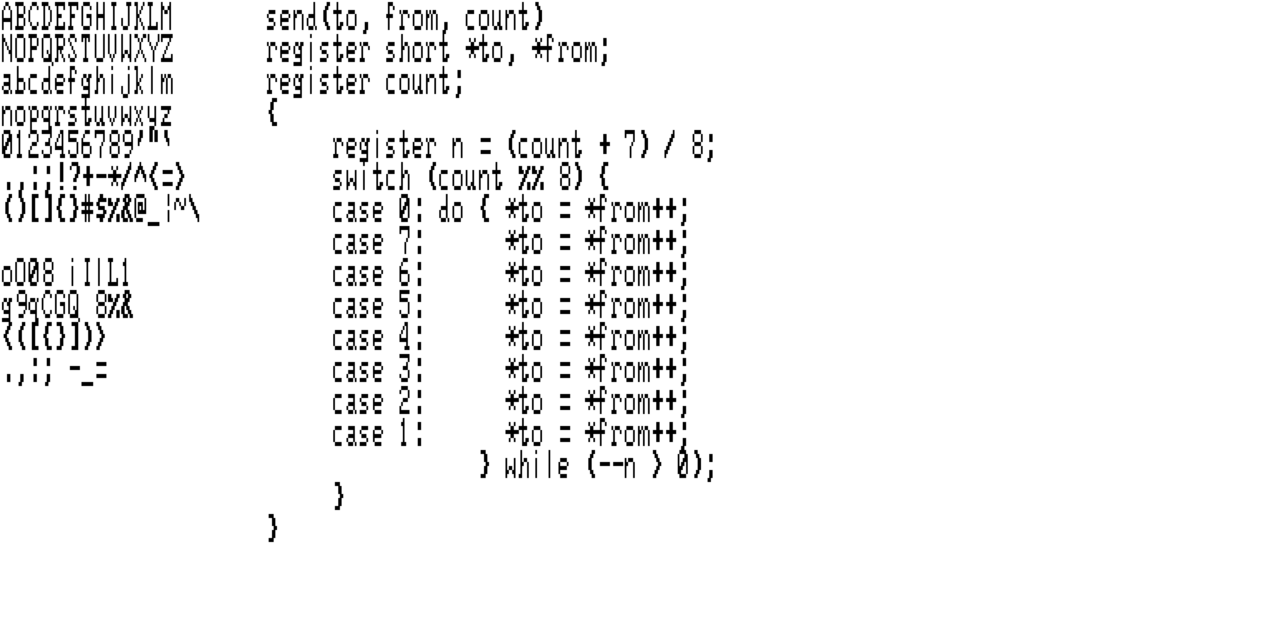 ABCDEFGHIJKLM
NOPQRSTUVWXYZ
abcdefghijklm
nopqrstuvwxyz
0123456789'"`
.,:;!?+-*/^<=>
()[]{}#$%&@_¦~\
oO08 iIlL1
g9qCGQ 8%&
<([{}])>
.,:; -_=
send(to, from, count)
register short *to, *from;
register count;
{
    register n = (count + 7) / 8;
    switch (count %% 8) {
    case 0: do { *to = *from++;
    case 7:      *to = *from++;
    case 6:      *to = *from++;
    case 5:      *to = *from++;
    case 4:      *to = *from++;
    case 3:      *to = *from++;
    case 2:      *to = *from++;
    case 1:      *to = *from++;
               } while (--n > 0);
    }
}